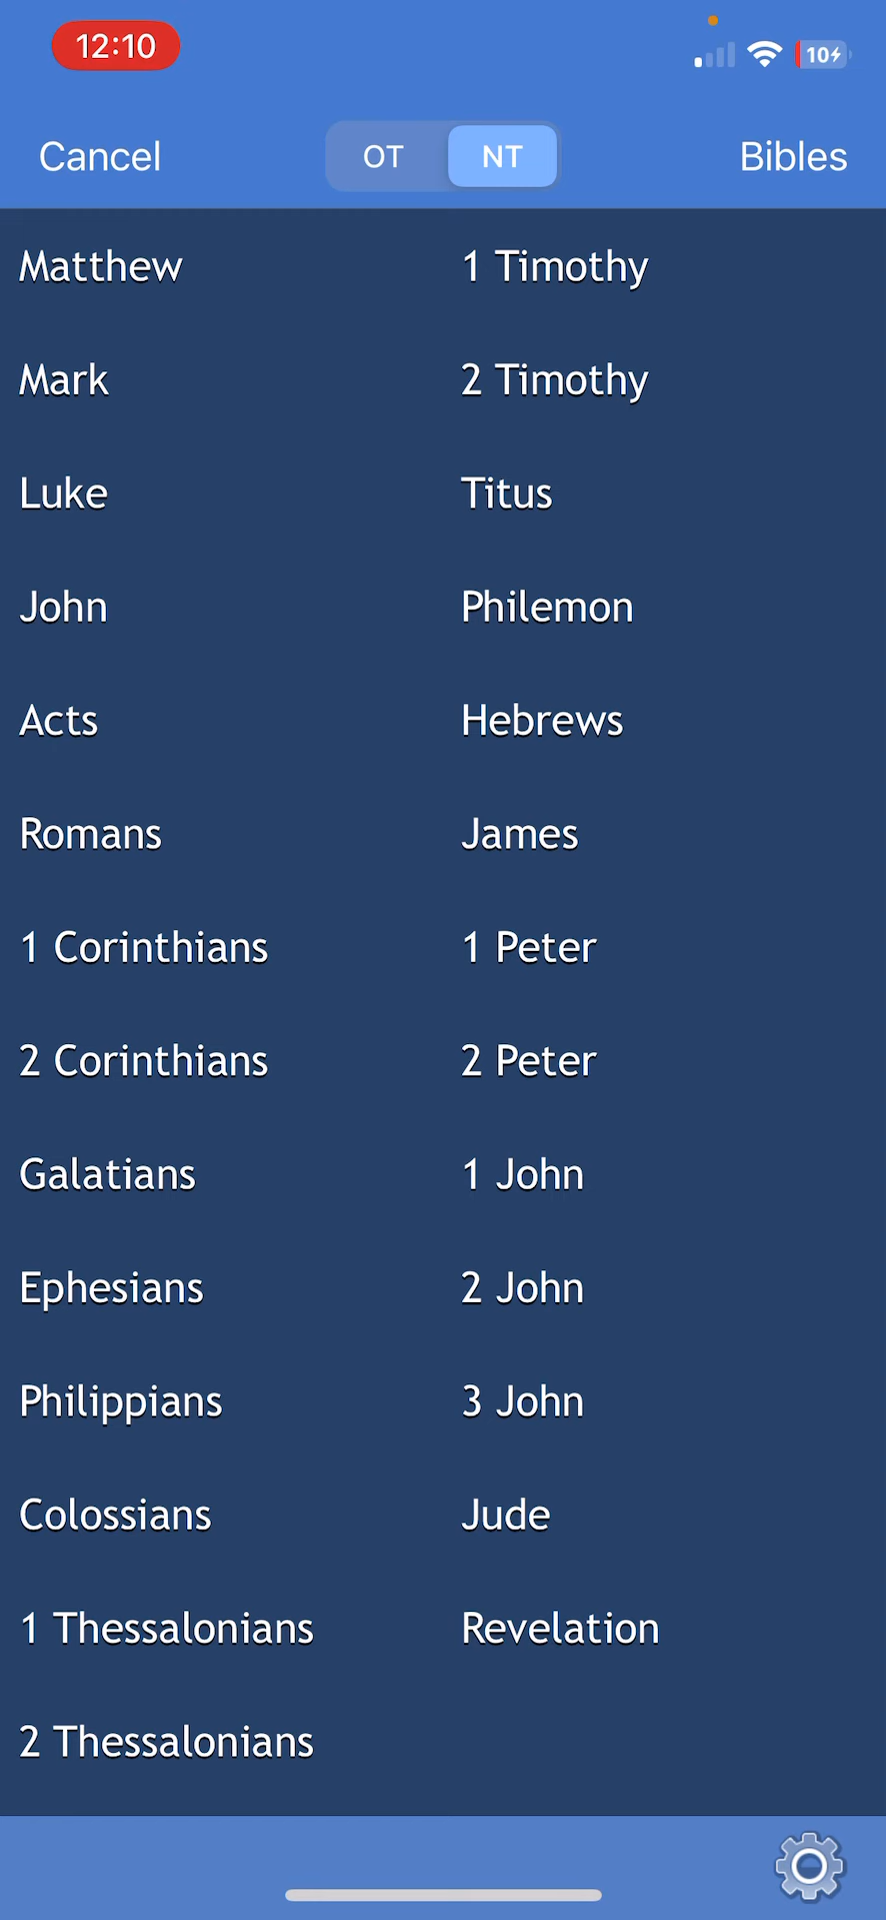 12:10
10
Cancel
OT
NT
Bibles
Matthew
Mark
Luke
John
Acts
Romans
1 Corinthians
2 Corinthians
Galatians
Ephesians
Philippians
Colossians
1 Thessalonians
2 Thessalonians
1 Timothy
2 Timothy
Titus
Philemon
Hebrews
James
1 Peter
2 Peter
1 John
2 John
3 John
Jude
Revelation